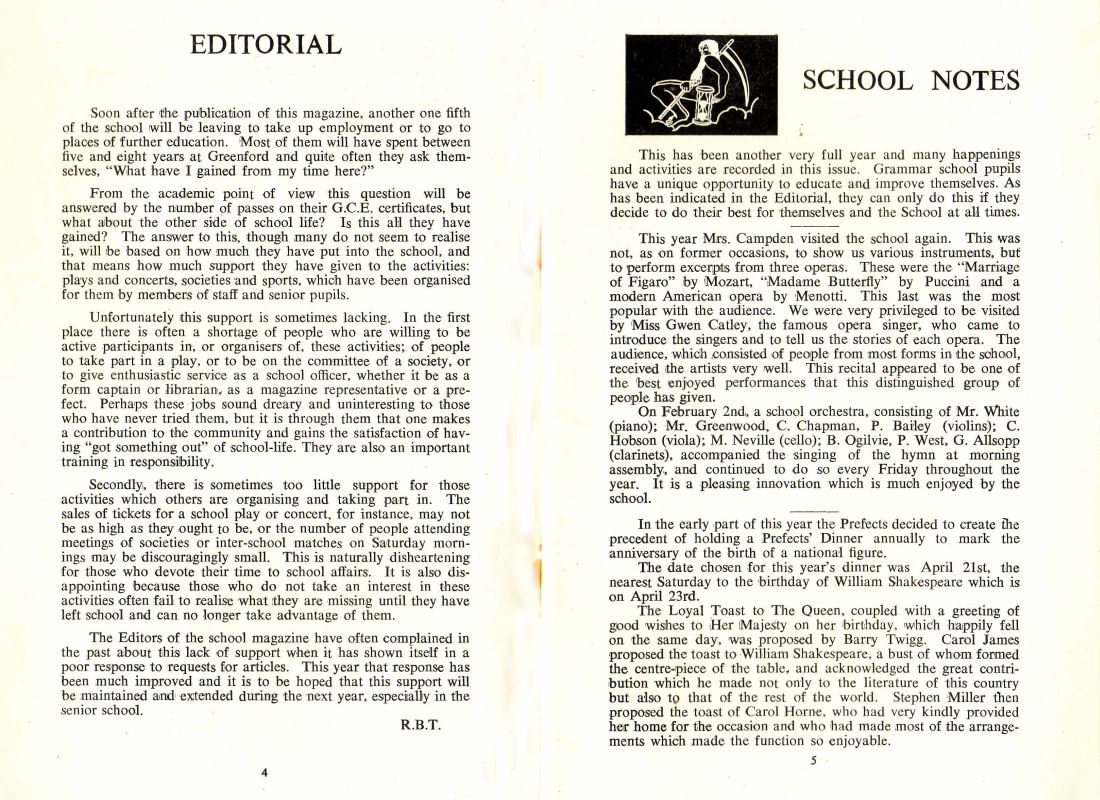 EDITORIAL
Soon after the publication of this magazine, another one fifth
of the school will be leaving to take up employment or to go to
places of further education. Most of them will have spent between
five and eight years at Greenford and quite often they ask them-
selves, “What have I gained from my time here?”
From the academic point of view this question will be
answered by the number of passes on their G.C.E. certificates, but
what about the other side of school life? Is this all they have
gained? The answer to this, though many do not seem to realise
it, will be based on how much they have put into the school, and
that means how much support they have given to the activities:
plays and concerts, societies and sports, which have been organised
for them by members of staff and senior pupils.
Unfortunately this support is sometimes lacking. In the first
place there is often a shortage of people who are willing to be
active participants in, or organisers of, these activities; of people
to take part in a play, or to be on the committee of a society, or
to give enthusiastic service as a school officer, whether it be as a
form captain or librarian, as a magazine representative or a pre-
fect. Perhaps these jobs sound dreary and uninteresting to those
who have never tried them, but it is through them that one makes
a contribution to the community and gains the satisfaction of hav-
ing “got something out” of school-life. They are also an important
training in responsibility.
Secondly, there is sometimes too little support for those
activities which others are organising and taking part in. The
sales of tickets for a school play or concert, for instance, may not
be as high as they ought to be, or the number of people attending
meetings of societies or inter-school matches on Saturday morn-
ings may be discouragingly small. This is naturally disheartening
for those who devote their time to school affairs. It is also dis-
appointing because those who do not take an interest in these
activities often fail to realise what they are missing until they have
left school and can no longer take advantage of them.
The Editors of the school magazine have often complained in
the past about this lack of support when it has shown itself in a
poor response to requests for articles. This year that response has
been much improved and it is to be hoped that this support will
be maintained and extended during the next year, especially in the
senior school.
R.B.T.
4
SCHOOL NOTES
This has been another very full year and many happenings
and activities are recorded in this issue. Grammar school pupils
have a unique opportunity to educate and improve themselves. As
has been indicated in the Editorial, they can only do this if they
decide to do their best for themselves and the School at all times.
This year Mrs. Campden visited the school again. This was
not, as on former occasions, to show us various instruments, but
to perform excerpts from three operas. These were the “Marriage
of Figaro” by Mozart, “Madame Butterfly” by Puccini and a
modern American opera by Menotti. This last was the most
popular with the audience. We were very privileged to be visited
by Miss Gwen Catley, the famous opera singer, who came to
introduce the singers and to tell us the stories of each opera. The
audience, which consisted of people from most forms in the school,
received the artists very well. This recital appeared to be one of
the best enjoyed performances that this distinguished group of
people has given.
On February 2nd, a school orchestra, consisting of Mr. White
(piano); Mr. Greenwood, C. Chapman, P. Bailey (violins); C.
Hobson (viola); M. Neville (cello); B. Ogilvie, P. West, G. Allsopp
(clarinets), accompanied the singing of the hymn at morning
assembly, and continued to do so every Friday throughout the
year. It is a pleasing innovation which is much enjoyed by the
school.
In the early part of this year the Prefects decided to create the
precedent of holding a Prefects’ Dinner annually to mark the
anniversary of the birth of a national figure.
The date chosen for this year’s dinner was April 21st, the
nearest Saturday to the birthday of William Shakespeare which is
on April 23rd.
The Loyal Toast to The Queen, coupled with a greeting of
good wishes to Her Majesty on her birthday, which happily fell
on the same day, was proposed by Barry Twigg. Carol James
proposed the toast to William Shakespeare, a bust of whom formed
the centre-piece of the table, and acknowledged the great contri-
bution which he made not only to the literature of this country
but also to that of the rest of the world. Stephen Miller then
proposed the toast of Carol Horne, who had very kindly provided
her home for the occasion and who had made most of the arrange-
ments which made the function so enjoyable.
5